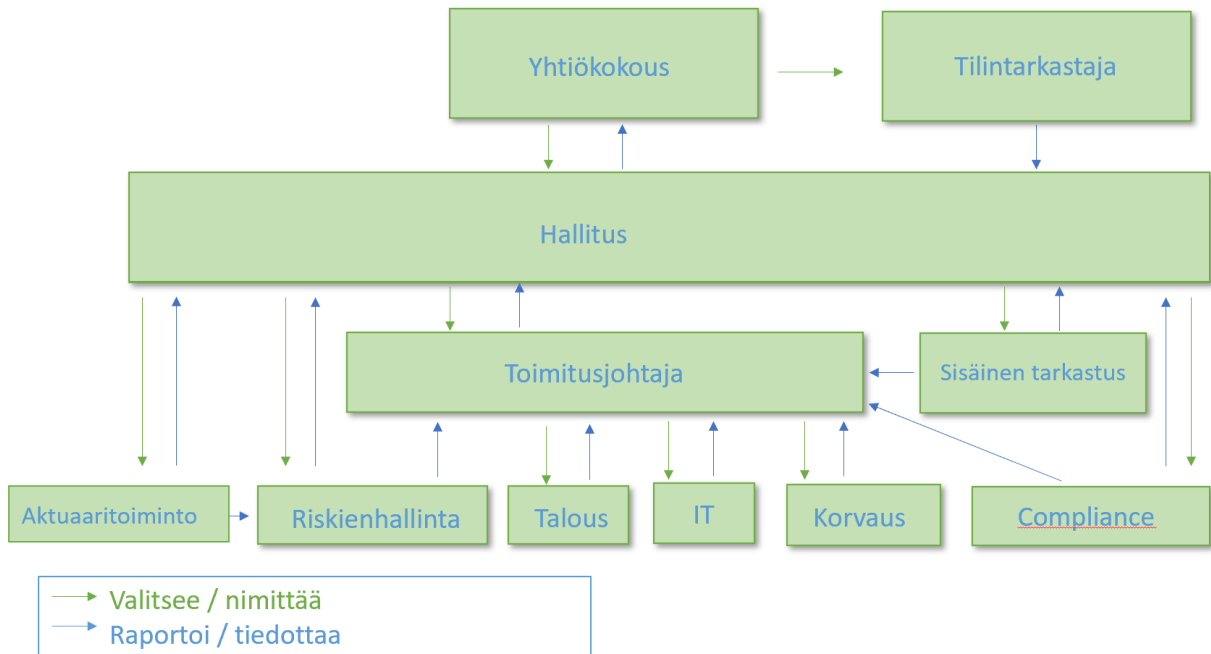 Yhtiökokous
Tilintarkastaja
Hallitus
Toimitusjohtaja
Sisäinen tarkastus
Aktuaaritoiminto
Riskienhallinta
Talous
IT
Korvaus
Compliance
Valitsee / nimittää
Raportoi / tiedottaa